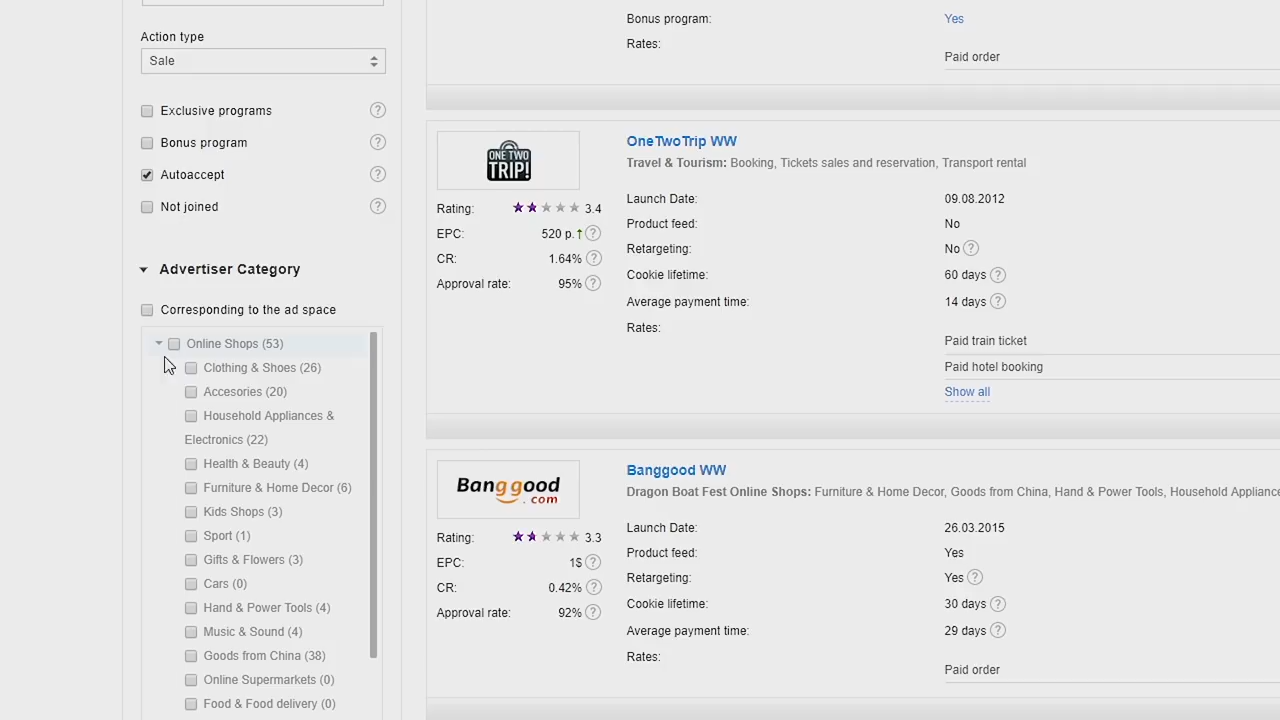 Action type
Sale
Exclusive programs
Bonus program
Autoaccept
Not joined
Advertiser Category
Corresponding to the ad space
Online Shops (53)
Clothing & Shoes (26)
Accesories (20)
Household Appliances &
Electronics (22)
Health & Beauty (4)
Furniture & Home Decor (6)
Kids Shops (3)
Sport (1)
Gifts & Flowers (3)
Cars (0)
Hand & Power Tools (4)
Music & Sound (4)
Goods from China (38)
Online Supermarkets (0)
Food & Food delivery (0)
Bonus program: Yes
Rates:
Paid order
ONE TWO
TRIP!
Rating: 3.4
EPC: 520 р.↑ ?
CR: 1.64% ?
Approval rate: 95% ?
OneTwoTrip WW
Travel & Tourism: Booking, Tickets sales and reservation, Transport rental
Launch Date: 09.08.2012
Product feed: No
Retargeting: No ?
Cookie lifetime: 60 days ?
Average payment time: 14 days ?
Rates:
Paid train ticket
Paid hotel booking
Show all
Banggood
.com
Rating: 3.3
EPC: 1$ ?
CR: 0.42% ?
Approval rate: 92% ?
Banggood WW
Dragon Boat Fest Online Shops: Furniture & Home Decor, Goods from China, Hand & Power Tools, Household Appliance
Launch Date: 26.03.2015
Product feed: Yes
Retargeting: Yes ?
Cookie lifetime: 30 days ?
Average payment time: 29 days ?
Rates:
Paid order